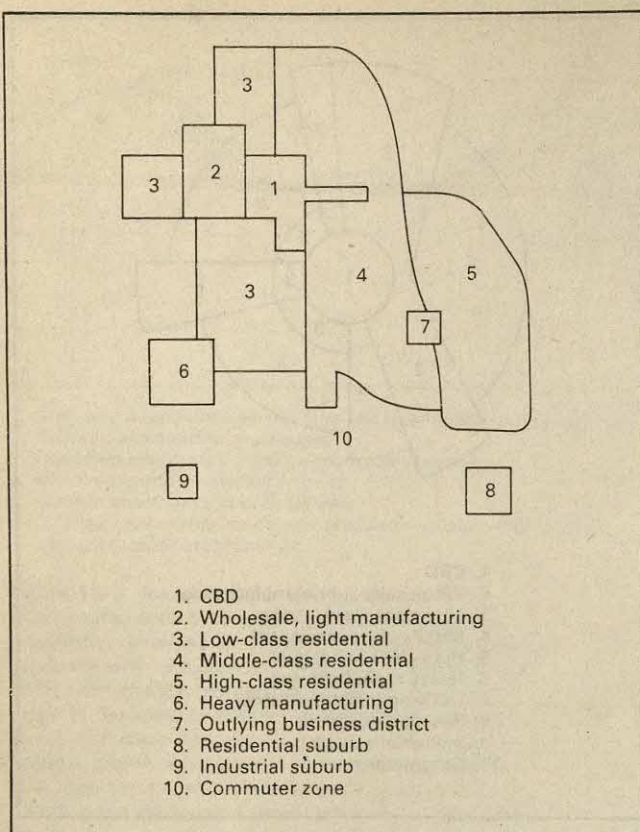 3
3
2
1
3
4
5
7
6
10
9
8
1. CBD
2. Wholesale, light manufacturing
3. Low-class residential
4. Middle-class residential
5. High-class residential
6. Heavy manufacturing
7. Outlying business district
8. Residential suburb
9. Industrial suburb
10. Commuter zone